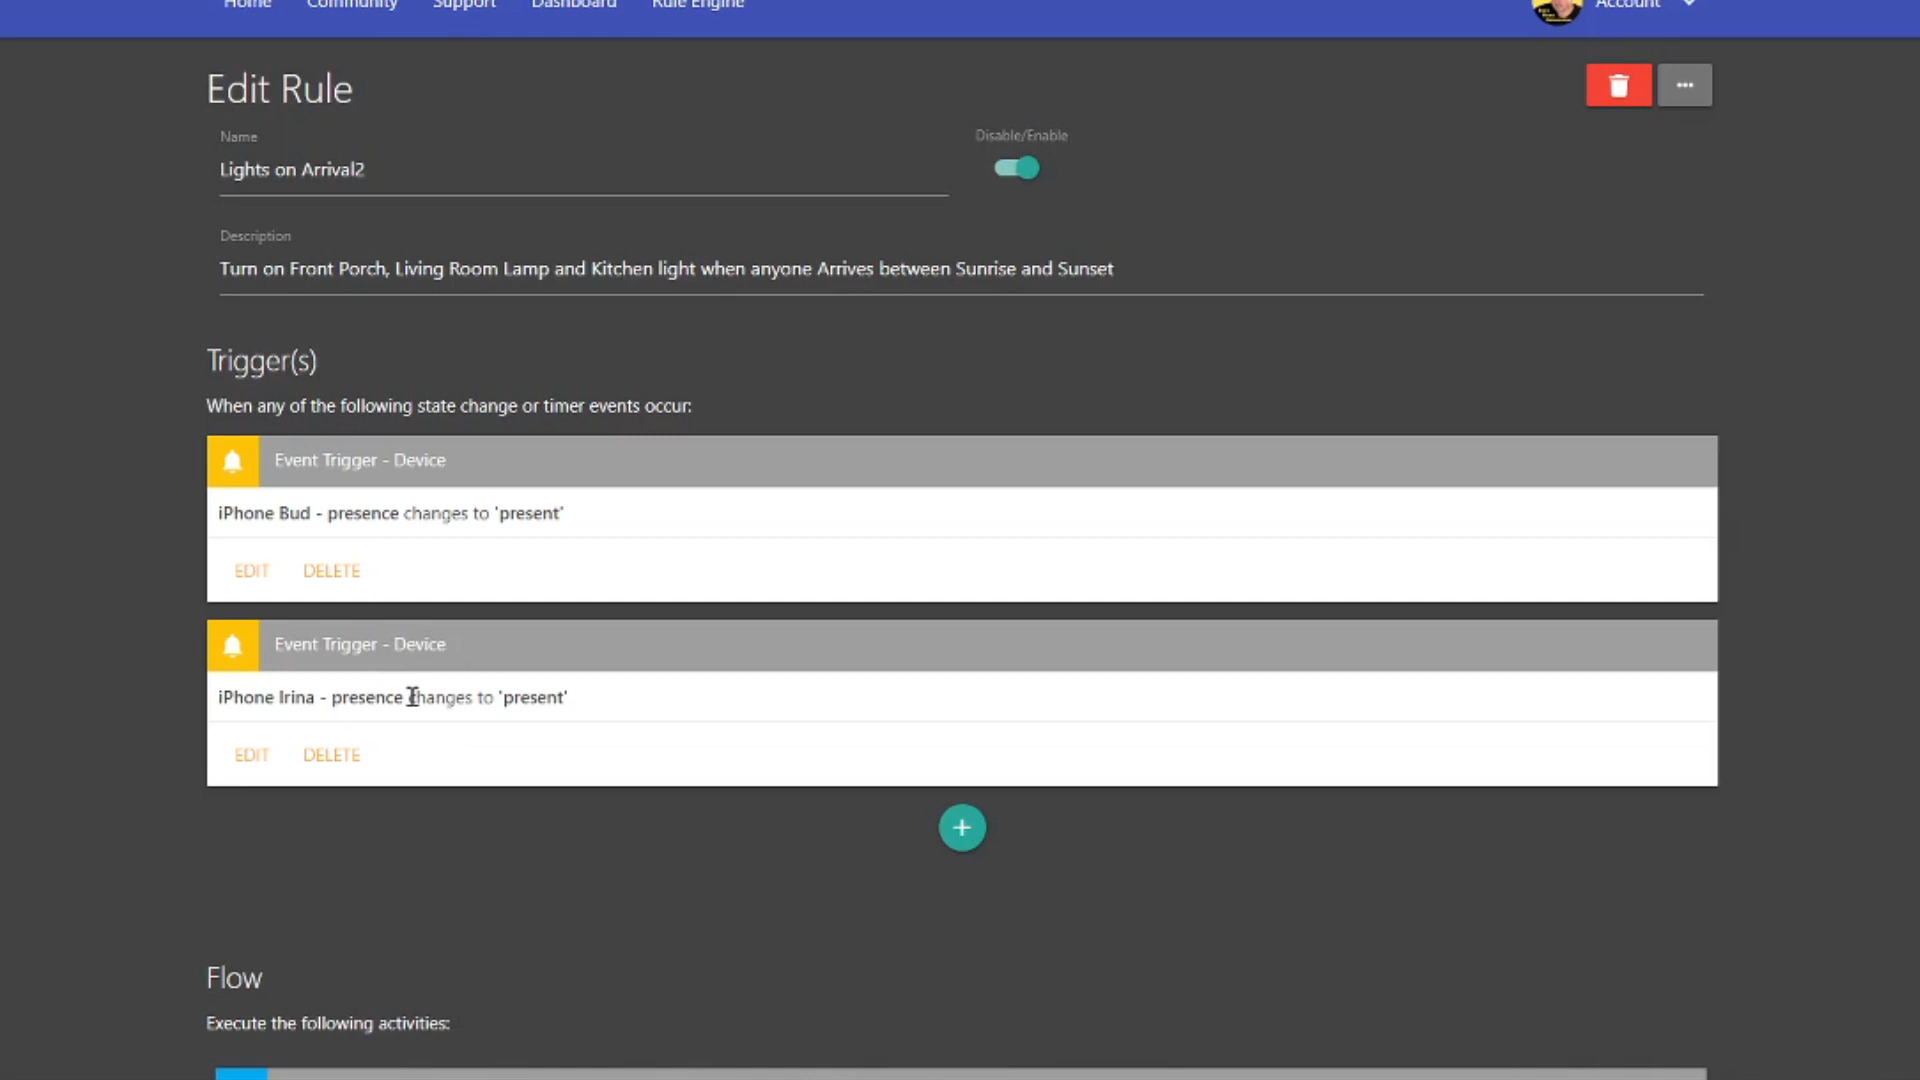 Home Community Support Dashboard Rule Engine Account
Edit Rule
Name
Disable/Enable
Lights on Arrival2
Description
Turn on Front Porch, Living Room Lamp and Kitchen light when anyone Arrives between Sunrise and Sunset
Trigger(s)
When any of the following state change or timer events occur:
Event Trigger - Device
iPhone Bud - presence changes to 'present'
EDIT DELETE
Event Trigger - Device
iPhone Irina - presence changes to 'present'
EDIT DELETE
Flow
Execute the following activities: